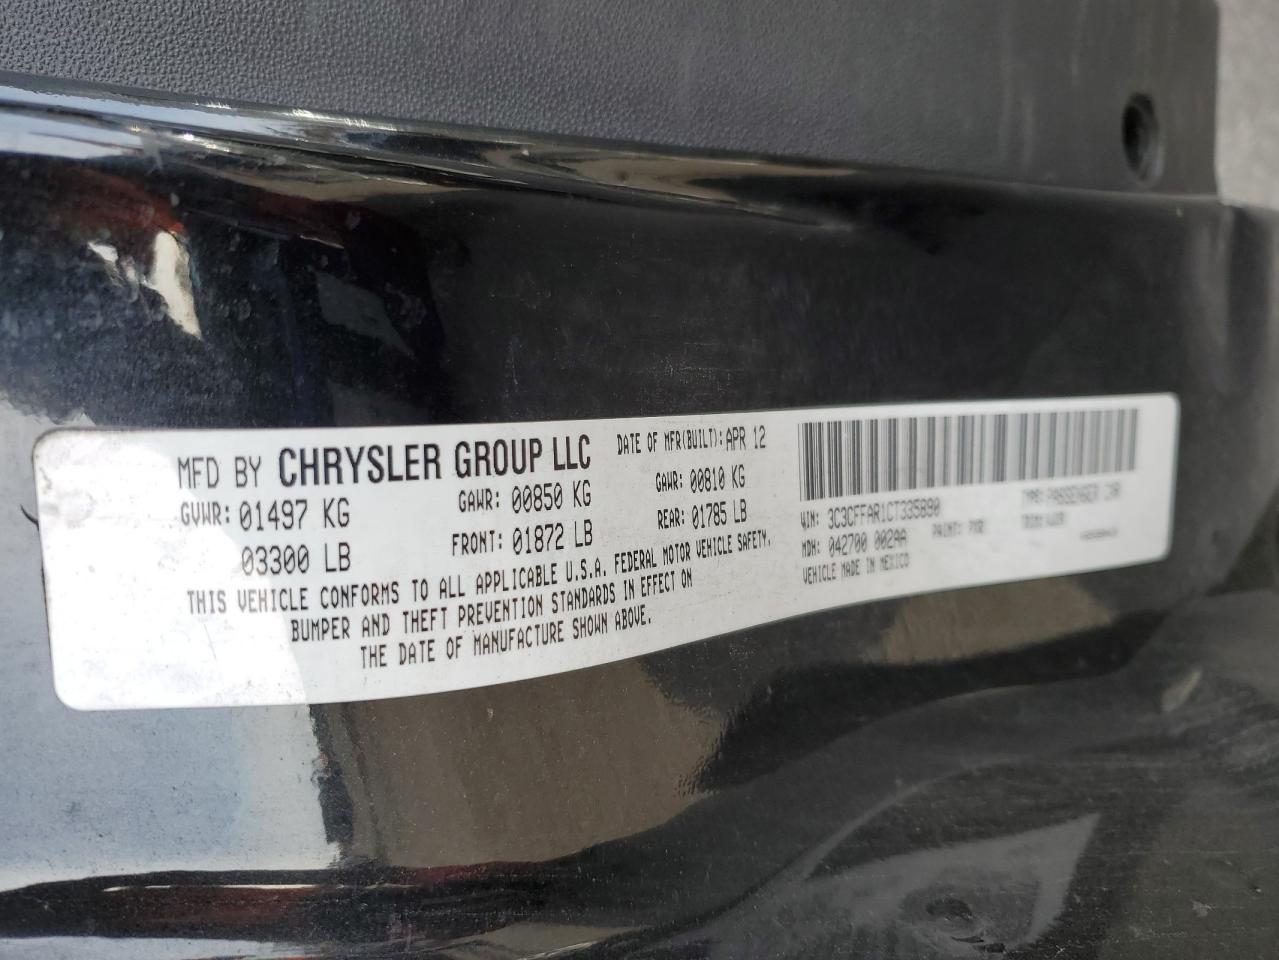 MFD BY CHRYSLER GROUP LLC DATE OF MFR(BUILT): APR 12
GVWR: 01497 KG GAWR: 00850 KG GAWR: 00810 KG
03300 LB FRONT: 01872 LB REAR: 01785 LB
THIS VEHICLE CONFORMS TO ALL APPLICABLE U.S.A. FEDERAL MOTOR VEHICLE SAFETY,
BUMPER AND THEFT PREVENTION STANDARDS IN EFFECT ON
THE DATE OF MANUFACTURE SHOWN ABOVE.
VIN: 3C3CFFAR1CT335890 TYPE: PASSENGER CAR
MDH: 042700 002AA PAINT: PXR TRIM:
VEHICLE MADE IN MEXICO